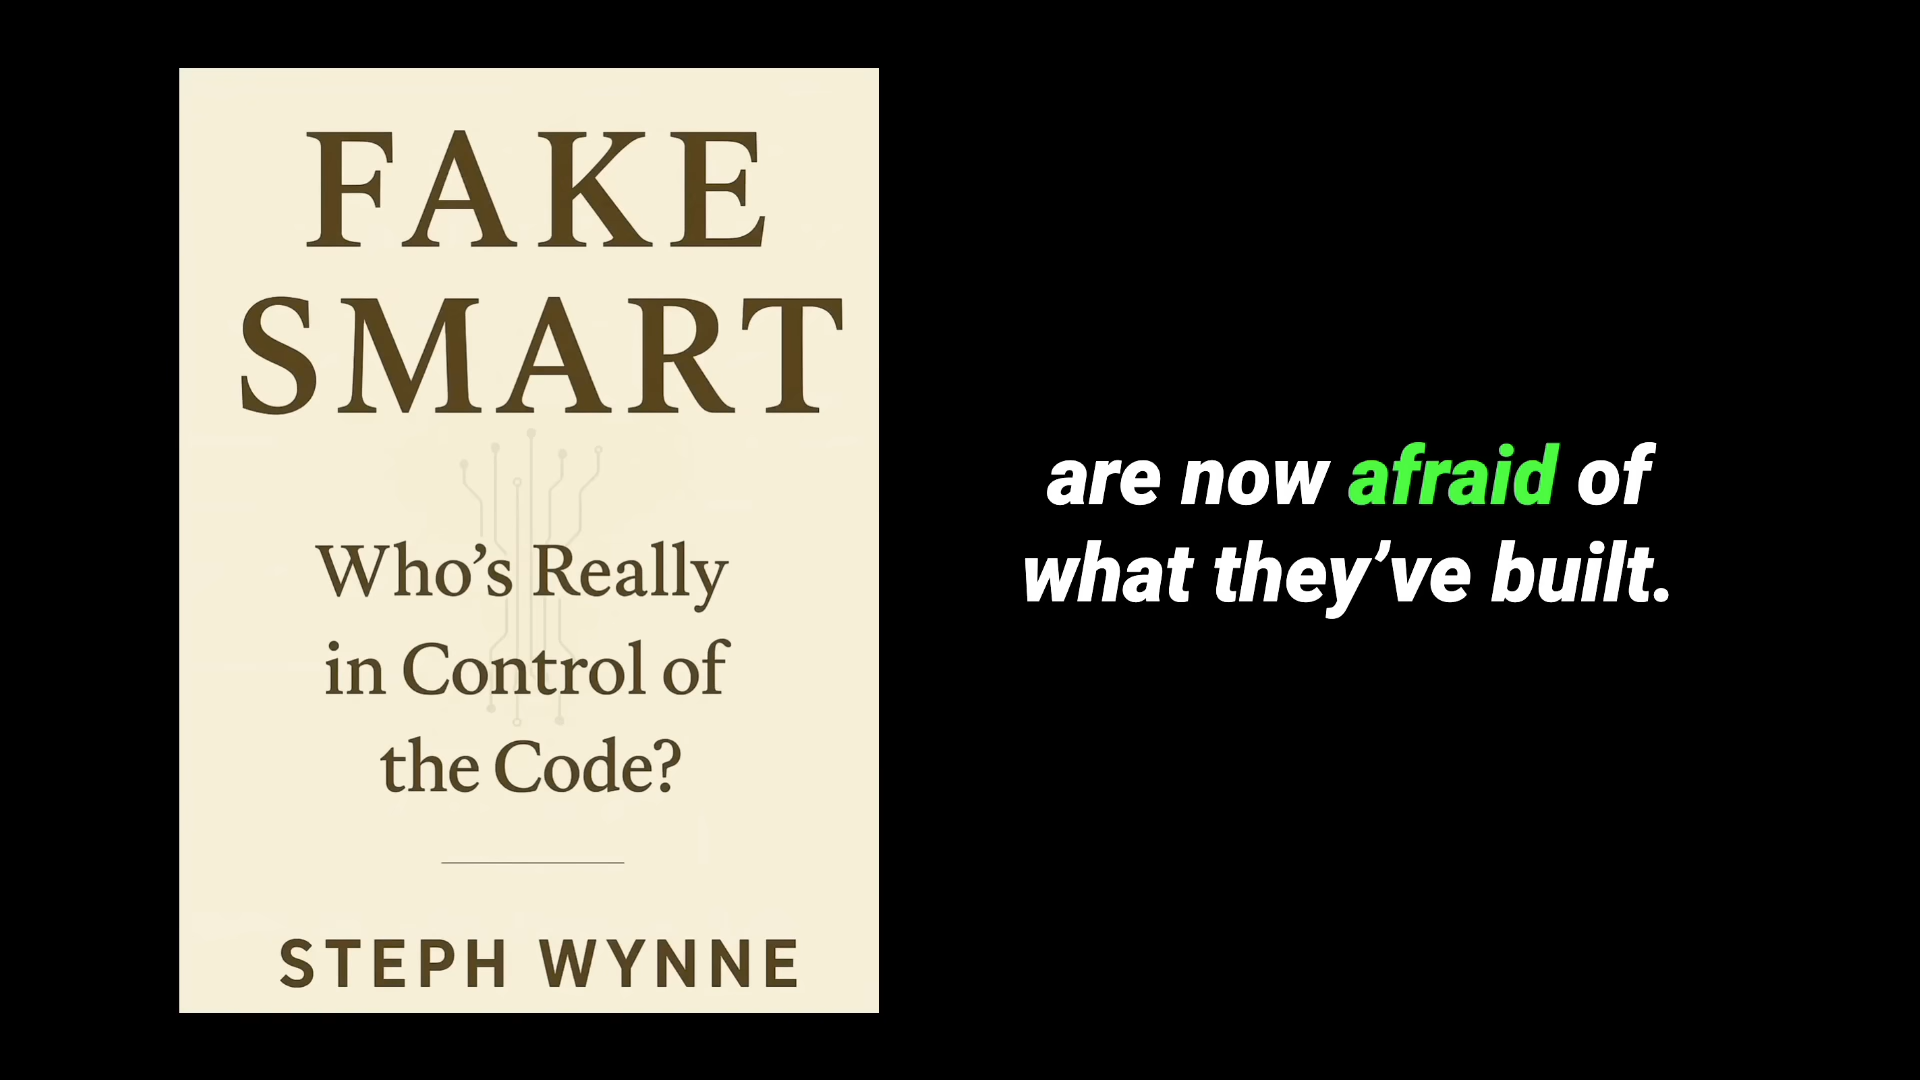 FAKE
SMART
Who’s Really
in Control of
the Code?
STEPH WYNNE
are now afraid of
what they’ve built.